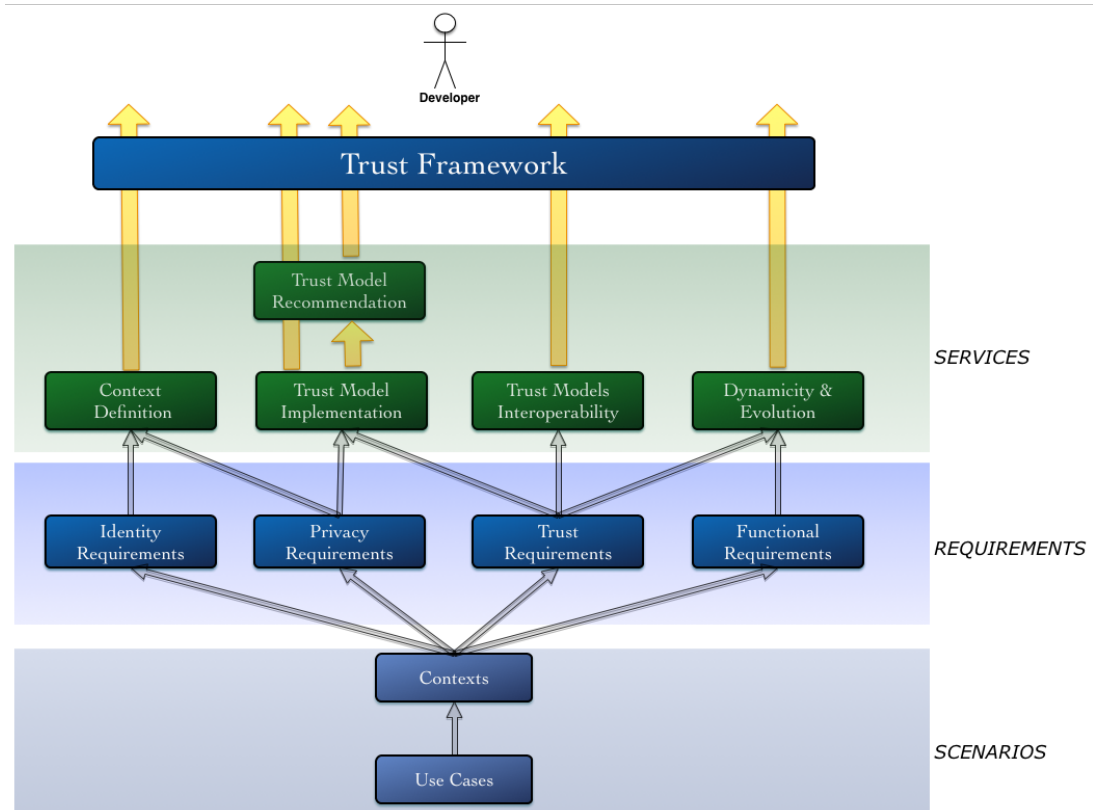 Developer
Trust Framework
Trust Model
Recommendation
SERVICES
Context
Definition
Trust Model
Implementation
Trust Models
Interoperability
Dynamicity &
Evolution
Identity
Requirements
Privacy
Requirements
Trust
Requirements
Functional
Requirements
REQUIREMENTS
Contexts
SCENARIOS
Use Cases